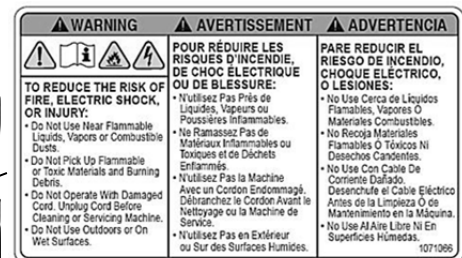 WARNING
TO REDUCE THE RISK OF
FIRE, ELECTRIC SHOCK,
OR INJURY:
• Do Not Use Near Flammable
Liquids, Vapors or Combustible
Dusts.
• Do Not Pick Up Flammable
or Toxic Materials and Burning
Debris.
• Do Not Operate With Damaged
Cord. Unplug Cord Before
Cleaning or Servicing Machine.
• Do Not Use Outdoors or On
Wet Surfaces.
AVERTISSEMENT
POUR RÉDUIRE LES
RISQUES D'INCENDIE,
DE CHOC ÉLECTRIQUE
OU DE BLESSURE:
• N'utilisez Pas Près de
Liquides, Vapeurs ou
Poussières Inflammables.
• Ne Ramassez Pas de
Matériaux Inflammables ou
Toxiques et de Déchets
Enflammés.
• N'utilisez Pas la Machine
Avec un Cordon Endommagé.
Débranchez le Cordon Avant le
Nettoyage ou la Machine de
Service.
• N'utilisez Pas en Extérieur
ou Sur des Surfaces Humides.
ADVERTENCIA
PARE REDUCIR EL
RIESGO DE INCENDIO,
CHOQUE ELÉCTRICO,
O LESIONES:
• No Use Cerca de Líquidos
Flamables, Vapores Ó
Materiales Combustibles.
• No Recoja Materiales
Flamables Ó Tóxicos Ni
Desechos Candentes.
• No Use Con Cable De
Corriente Dañado.
Desenchufe el Cable Eléctrico
Antes de la Limpieza Ó de
Mantenimiento en la Máquina.
• No Use Al Aire Libre Ni En
Superficies Húmedas.
1071066